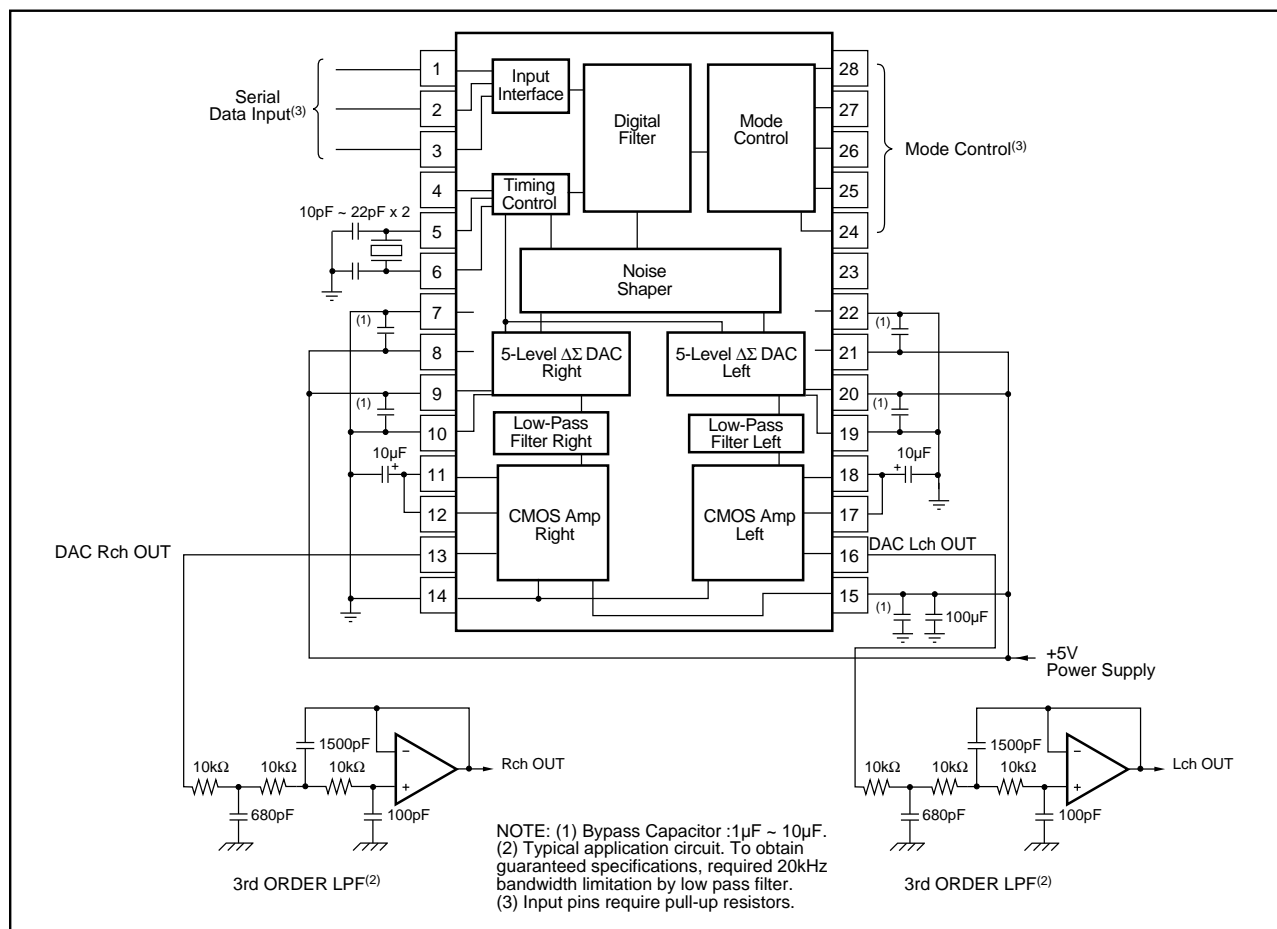 1
2
3
4
5
6
7
8
9
10
11
12
13
14
28
27
26
25
24
23
22
21
20
19
18
17
16
15
Serial
Data Input(3)
Input
Interface
Digital
Filter
Mode
Control
Mode Control(3)
Timing
Control
10pF ~ 22pF x 2
Noise
Shaper
(1)
(1)
5-Level ΔΣ DAC
Right
5-Level ΔΣ DAC
Left
(1)
(1)
Low-Pass
Filter Right
Low-Pass
Filter Left
10µF
+
10µF
+
CMOS Amp
Right
CMOS Amp
Left
DAC Rch OUT
DAC Lch OUT
(1)
100µF
+5V
Power Supply
1500pF
10kΩ
10kΩ
10kΩ
−
+
Rch OUT
680pF
100pF
3rd ORDER LPF(2)
1500pF
10kΩ
10kΩ
10kΩ
−
+
Lch OUT
680pF
100pF
3rd ORDER LPF(2)
NOTE: (1) Bypass Capacitor :1µF ~ 10µF.
(2) Typical application circuit. To obtain
guaranteed specifications, required 20kHz
bandwidth limitation by low pass filter.
(3) Input pins require pull-up resistors.